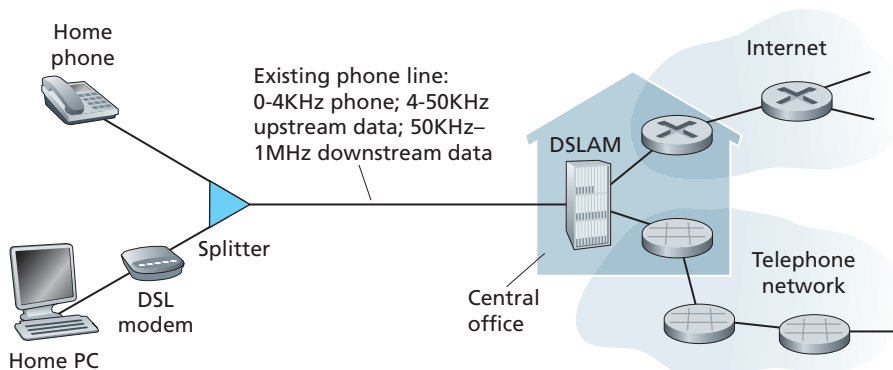 Home
phone
Existing phone line:
0-4KHz phone; 4-50KHz
upstream data; 50KHz–
1MHz downstream data
Internet
DSLAM
Splitter
DSL
modem
Home PC
Central
office
Telephone
network